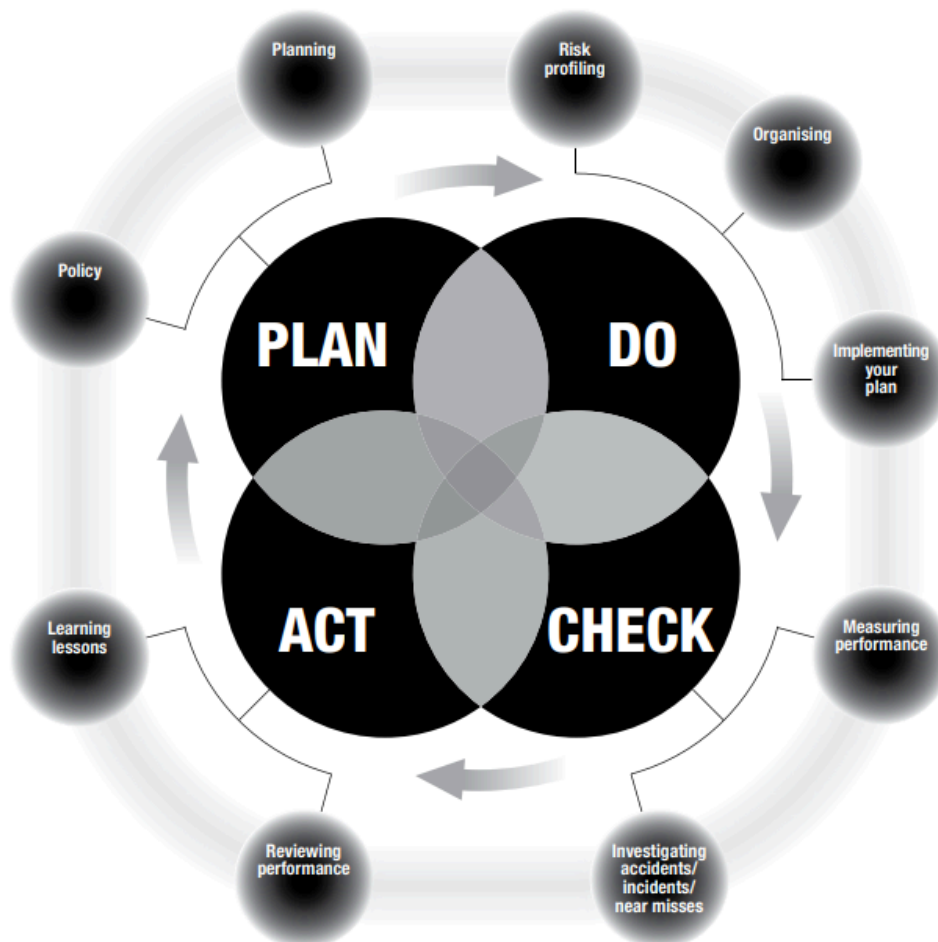 Planning
Risk
profiling
Organising
Policy
PLAN
DO
Implementing
your
plan
ACT
CHECK
Learning
lessons
Measuring
performance
Reviewing
performance
Investigating
accidents/
incidents/
near misses